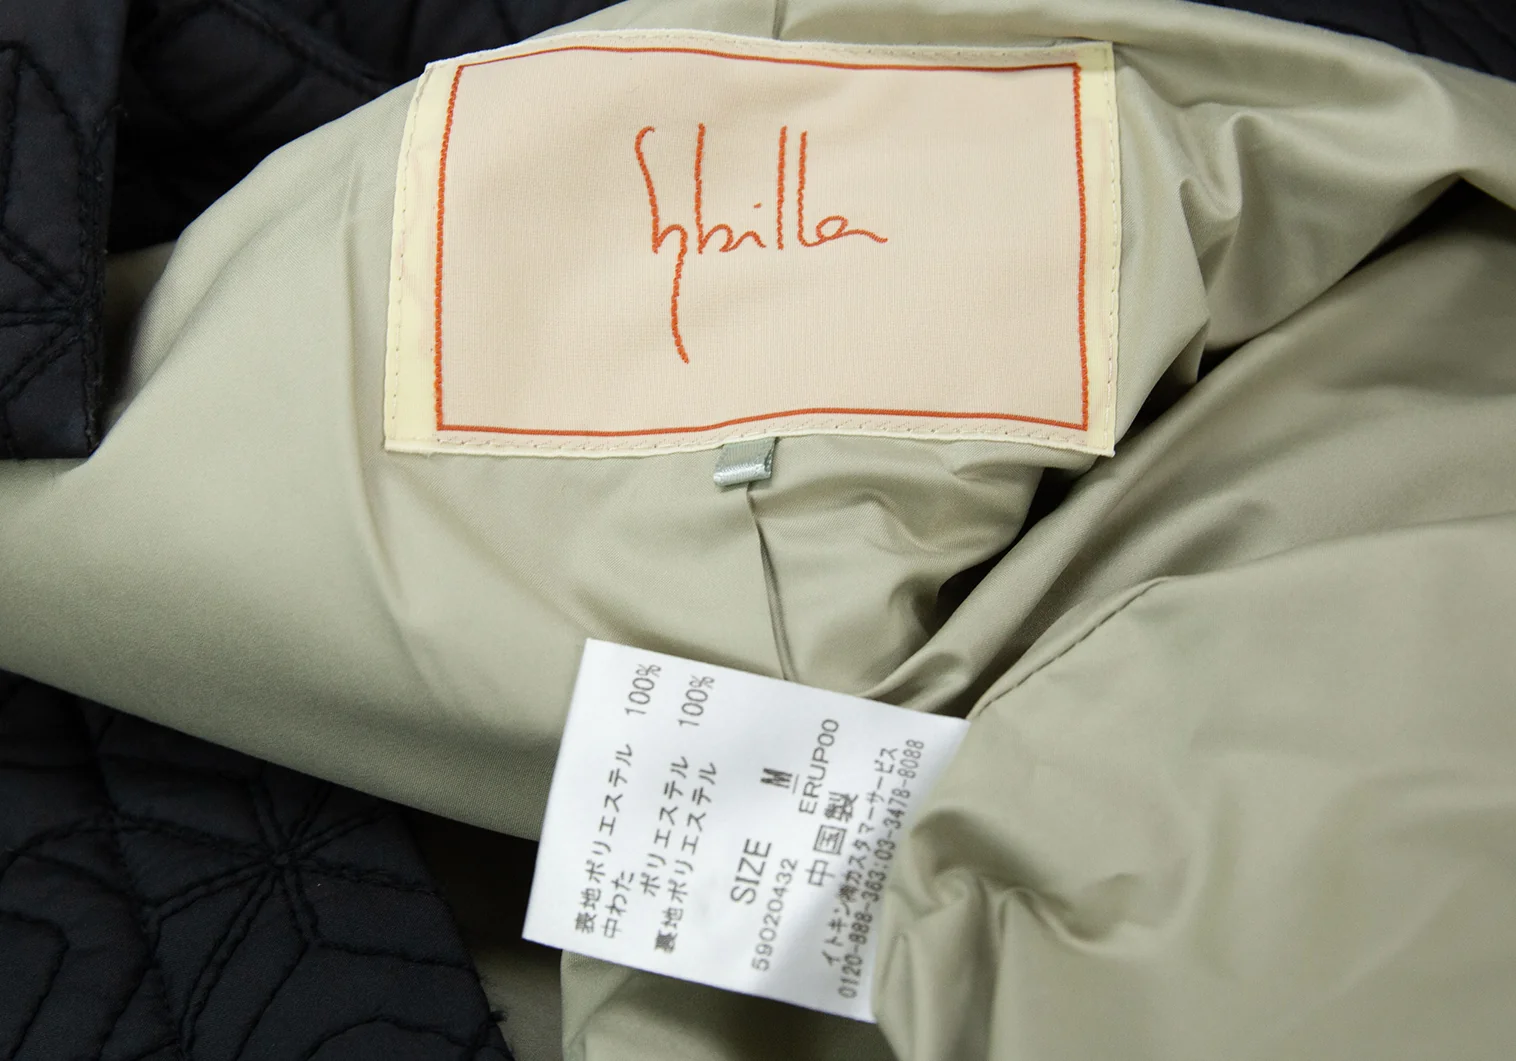 Sybilla
表地ポリエステル 100%
中わた
ポリエステル 100%
裏地ポリエステル
SIZE M
59020432 ERUP00
中国製
イトキン㈱カスタマーサービス
0120-888-363:03-3478-8088